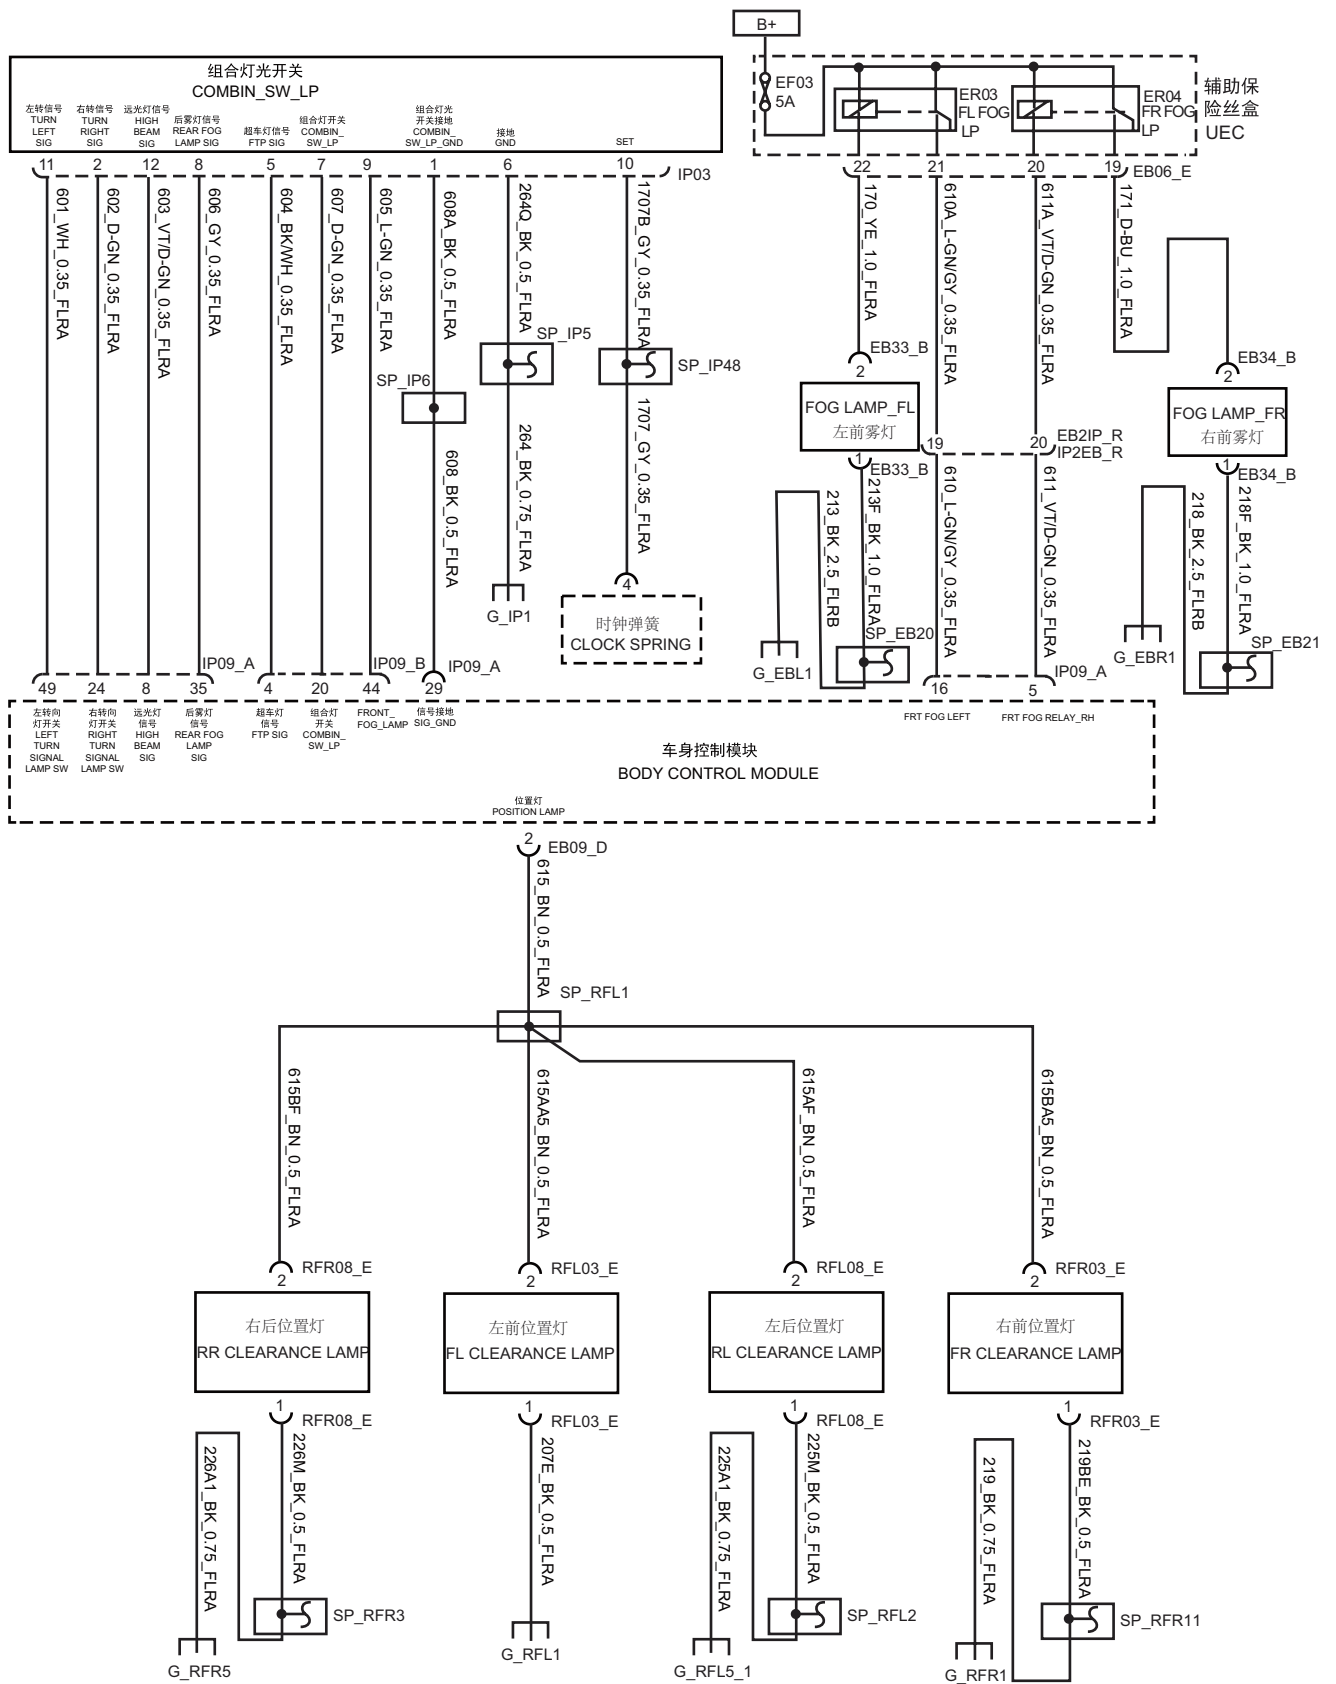 B+
组合灯光开关
COMBIN_SW_LP
左转信号
TURN
LEFT
SIG
右转信号
TURN
RIGHT
SIG
远光灯信号
HIGH
BEAM
SIG
后雾灯信号
REAR FOG
LAMP SIG
超车灯信号
FTP SIG
组合灯开关
COMBIN_
SW_LP
组合灯光
开关接地
COMBIN_
SW_LP_GND
接地
GND
SET
11
2
12
8
5
7
9
1
6
10
IP03
EF03
5A
ER03
FL FOG
LP
ER04
FR FOG
LP
辅助保
险丝盒
UEC
22
21
20
19
EB06_E
601_WH_0.35_FLRA
602_D-GN_0.35_FLRA
603_VT/D-GN_0.35_FLRA
606_GY_0.35_FLRA
604_BK/WH_0.35_FLRA
607_D-GN_0.35_FLRA
605_L-GN_0.35_FLRA
608A_BK_0.5_FLRA
264Q_BK_0.5_FLRA
1707B_GY_0.35_FLRA
170_YE_1.0_FLRA
610A_L-GN/GY_0.35_FLRA
611A_VT/D-GN_0.35_FLRA
171_D-BU_1.0_FLRA
SP_IP5
SP_IP48
SP_IP6
608_BK_0.5_FLRA
264_BK_0.75_FLRA
1707_GY_0.35_FLRA
G_IP1
4
时钟弹簧
CLOCK SPRING
EB33_B
2
FOG LAMP_FL
左前雾灯
1
EB33_B
EB34_B
2
FOG LAMP_FR
右前雾灯
1
EB34_B
19
20
EB2IP_R
IP2EB_R
213_BK_2.5_FLRB
213F_BK_1.0_FLRA
610_L-GN/GY_0.35_FLRA
611_VT/D-GN_0.35_FLRA
218_BK_2.5_FLRB
218F_BK_1.0_FLRA
SP_EB20
G_EBL1
G_EBR1
SP_EB21
IP09_A
IP09_B
IP09_A
IP09_A
49
24
8
35
4
20
44
29
16
5
左转向
灯开关
LEFT
TURN
SIGNAL
LAMP SW
右转向
灯开关
RIGHT
TURN
SIGNAL
LAMP SW
远光灯
信号
HIGH
BEAM
SIG
后雾灯
信号
REAR FOG
LAMP
SIG
超车灯
信号
FTP SIG
组合灯
开关
COMBIN_
SW_LP
FRONT_
FOG_LAMP
信号接地
SIG_GND
FRT FOG LEFT
FRT FOG RELAY_RH
车身控制模块
BODY CONTROL MODULE
位置灯
POSITION LAMP
2
EB09_D
615_BN_0.5_FLRA
SP_RFL1
615BF_BN_0.5_FLRA
615AA5_BN_0.5_FLRA
615AF_BN_0.5_FLRA
615BA5_BN_0.5_FLRA
RFR08_E
2
RFL03_E
2
RFL08_E
2
RFR03_E
2
右后位置灯
RR CLEARANCE LAMP
左前位置灯
FL CLEARANCE LAMP
左后位置灯
RL CLEARANCE LAMP
右前位置灯
FR CLEARANCE LAMP
1
RFR08_E
1
RFL03_E
1
RFL08_E
1
RFR03_E
226A1_BK_0.75_FLRA
226M_BK_0.5_FLRA
207E_BK_0.5_FLRA
225A1_BK_0.75_FLRA
225M_BK_0.5_FLRA
219_BK_0.75_FLRA
219BE_BK_0.5_FLRA
SP_RFR3
SP_RFL2
SP_RFR11
G_RFR5
G_RFL1
G_RFL5_1
G_RFR1